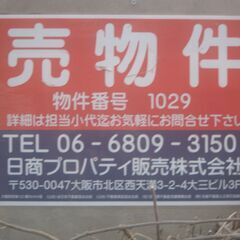 売物件
物件番号 1029
詳細は担当小代迄お気軽にお問合せ下さい
TEL 06-6809-3150
日商プロパティ販売株式会社
〒530-0047大阪市北区西天満3-2-4大三ビル3F